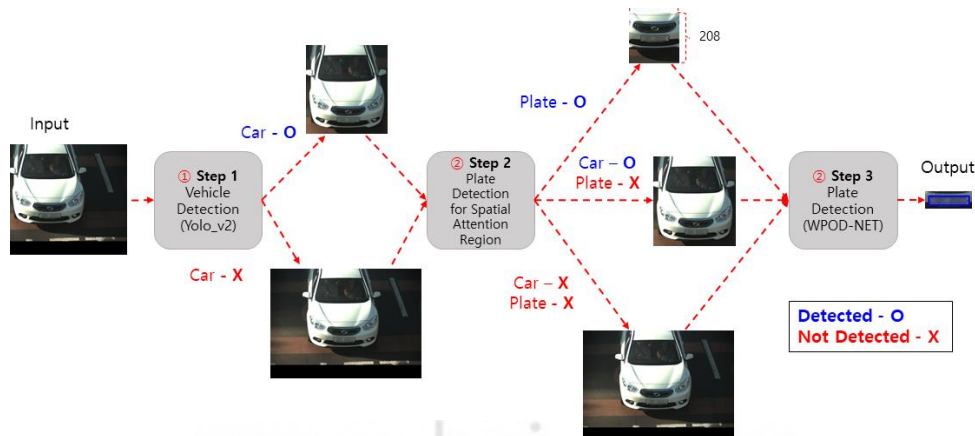 Input
① Step 1
Vehicle
Detection
(Yolo_v2)
Car - O
Car - X
② Step 2
Plate
Detection
for Spatial
Attention
Region
Plate - O
208
Car – O
Plate - X
Car – X
Plate - X
② Step 3
Plate
Detection
(WPOD-NET)
Output
Detected - O
Not Detected - X